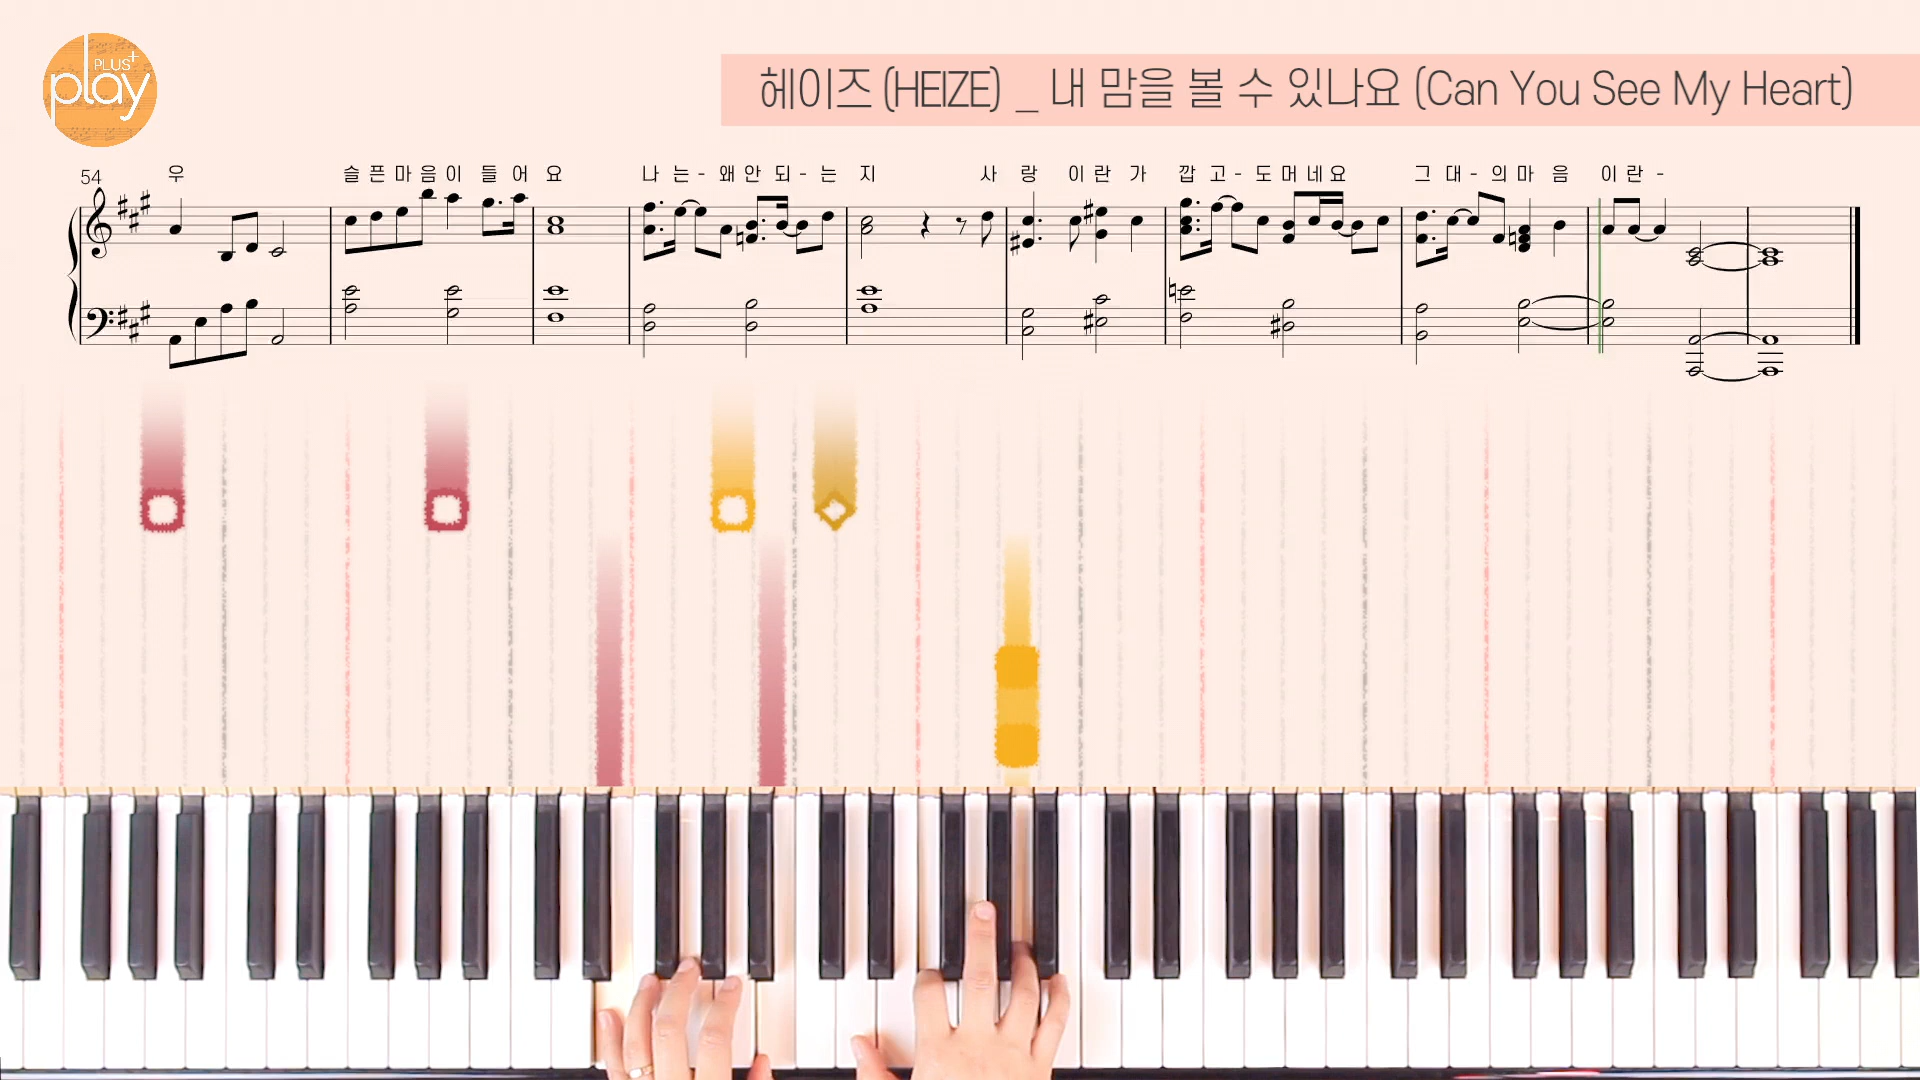 PLUS+
play
헤이즈 (HEIZE) _ 내 맘을 볼 수 있나요 (Can You See My Heart)
54 우 슬 픈 마 음 이 들 어 요 나 는 - 왜 안 되 - 는 지 사 랑 이 란 가 깝 고 - 도 머 네 요 그 대 - 의 마 음 이 란 -